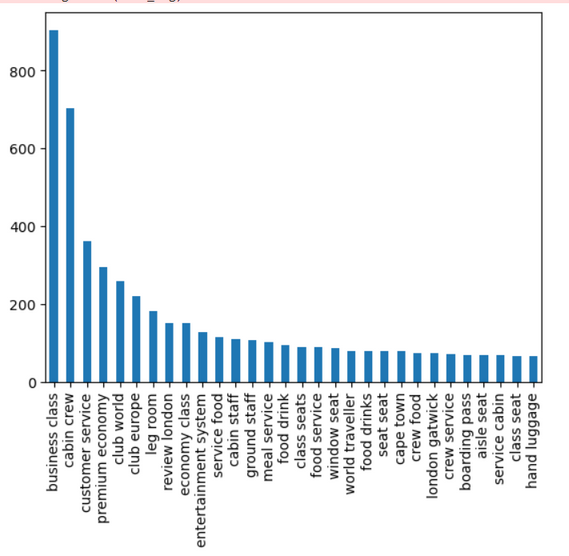 800
600
400
200
0
business class
cabin crew
customer service
premium economy
club world
club europe
leg room
review london
economy class
entertainment system
service food
cabin staff
ground staff
meal service
food drink
class seats
food service
window seat
world traveller
food drinks
seat seat
cape town
crew food
london gatwick
crew service
boarding pass
aisle seat
service cabin
class seat
hand luggage